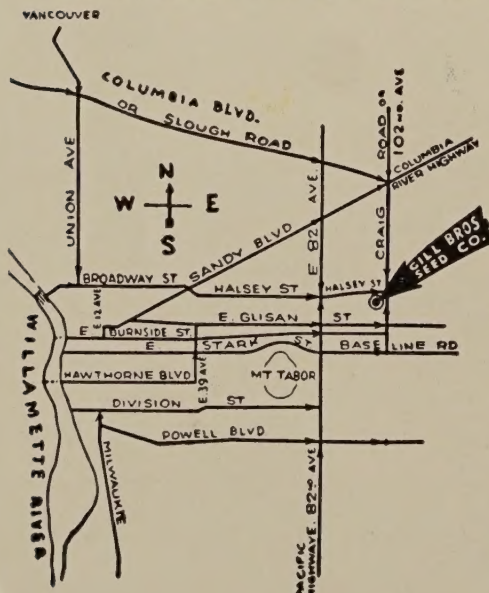 VANCOUVER
COLUMBIA BLVD.
OR SLOUGH ROAD
UNION AVE
N
W E
S
SANDY BLVD
E 82 AVE.
CRAIG ROAD OR
102ND. AVE
COLUMBIA
RIVER HIGHWAY
GILL BROS
SEED CO.
BROADWAY ST
HALSEY ST
HALSEY ST
E.12 AVE
E. GLISAN ST
E BURNSIDE ST.
E STARK ST
BASE LINE RD
HAWTHORNE BLVD
E.39 AVE
MT TABOR
DIVISION ST
POWELL BLVD
MILWAUKIE
WILLAMETTE RIVER
PACIFIC
HIGHWAY E. 82ND AVE